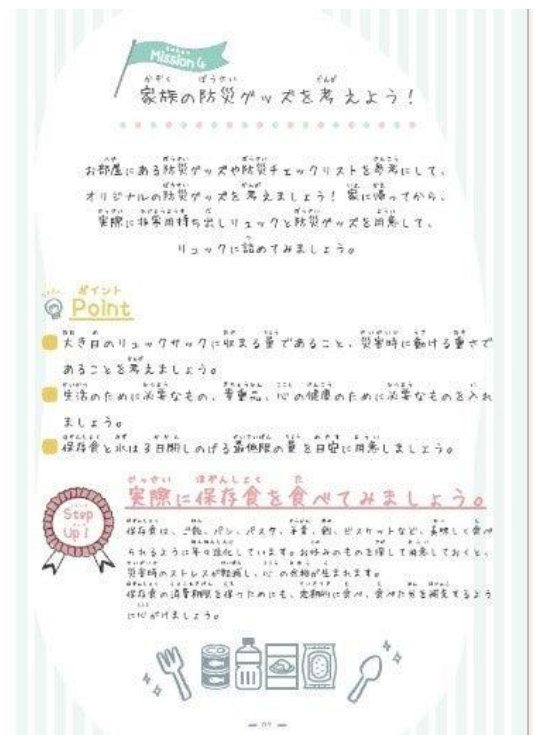 Mission 4
家族の防災グッズを考えよう！
お部屋にある防災グッズや防災チェックリストを参考にして、
オリジナルの防災グッズを考えましょう！ 家に帰ってから、
実際に非常用持ち出しリュックと防災グッズを用意して、
リュックに詰めてみましょう。
ポイント
Point
大き目のリュックサックに収まる量であること、災害時に動ける重さで
あることを考えましょう。
生活のために必要なもの、貴重品、心の健康のために必要なものを入れ
ましょう。
保存食と水は3日間しのげる最低限の量を目安に用意しましょう。
実際に保存食を食べてみましょう。
Step
Up!
保存食は、ご飯、パン、パスタ、
ビスケットなど、美味しく食べ
られるように年々進化しています。お好みのものを探して用意しておくと、
災害時のストレスが軽減し、心の余裕が生まれます。
保存食の消費期限を保つためにも、定期的に食べ、食べた分を補充するよう
に心がけましょう。